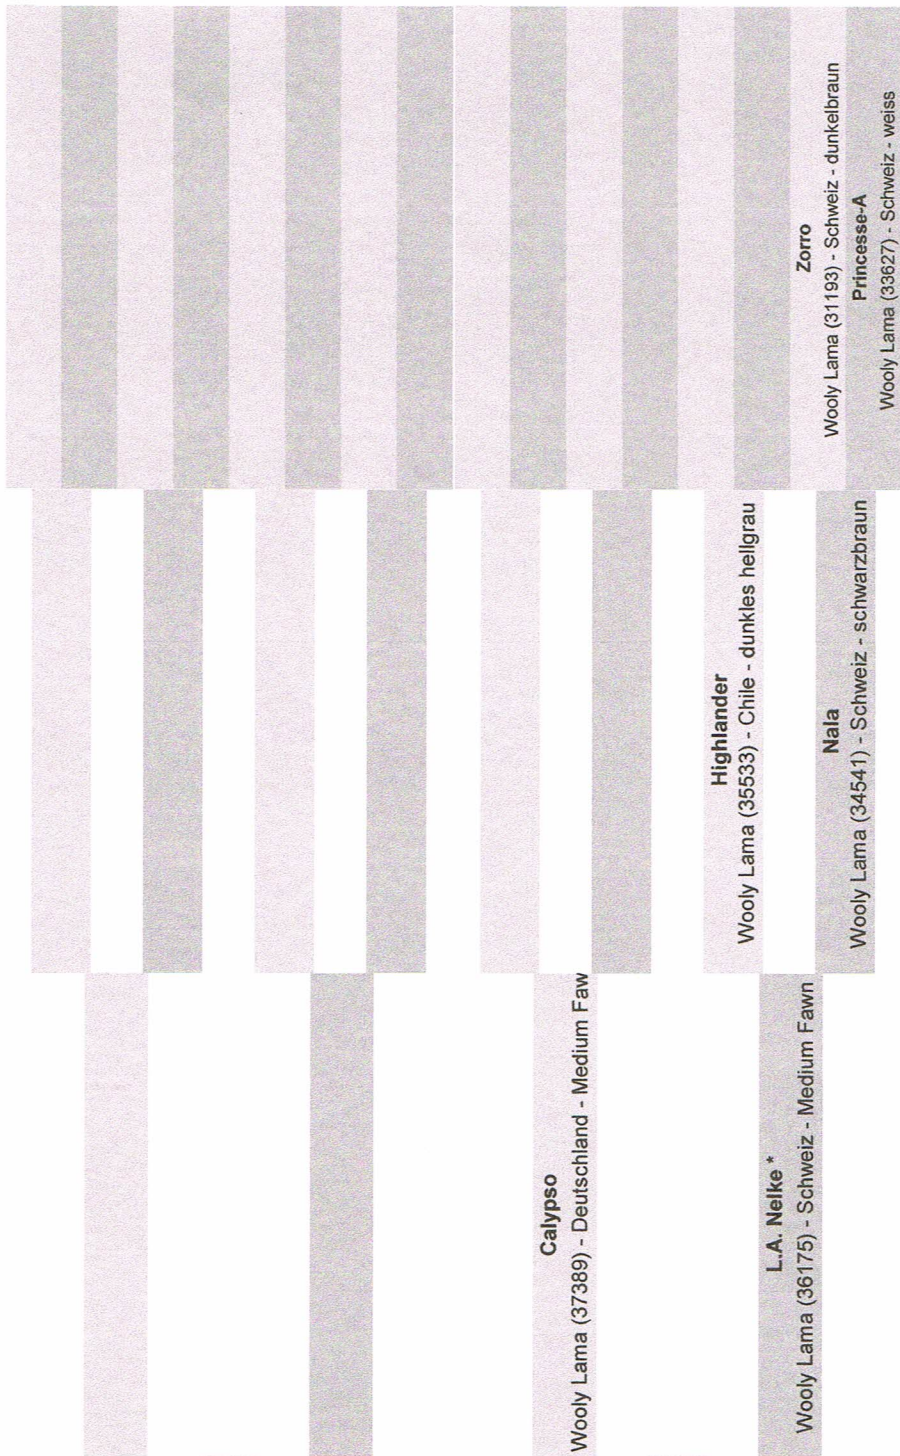 Calypso
Wooly Lama (37389) - Deutschland - Medium Faw
L.A. Nelke *
Wooly Lama (36175) - Schweiz - Medium Fawn
Highlander
Wooly Lama (35533) - Chile - dunkles hellgrau
Nala
Wooly Lama (34541) - Schweiz - schwarzbraun
Zorro
Wooly Lama (31193) - Schweiz - dunkelbraun
Princesse-A
Wooly Lama (33627) - Schweiz - weiss